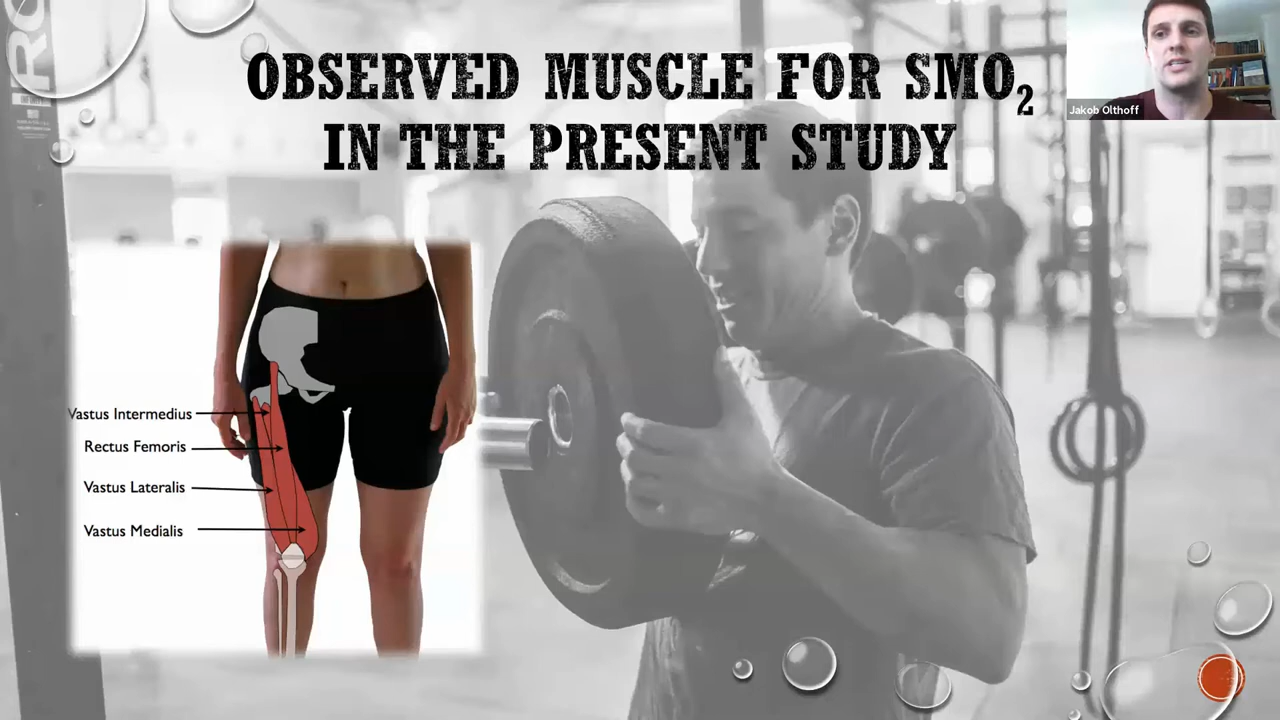 OBSERVED MUSCLE FOR SMO₂
IN THE PRESENT STUDY
Jakob Olthoff
Vastus Intermedius
Rectus Femoris
Vastus Lateralis
Vastus Medialis